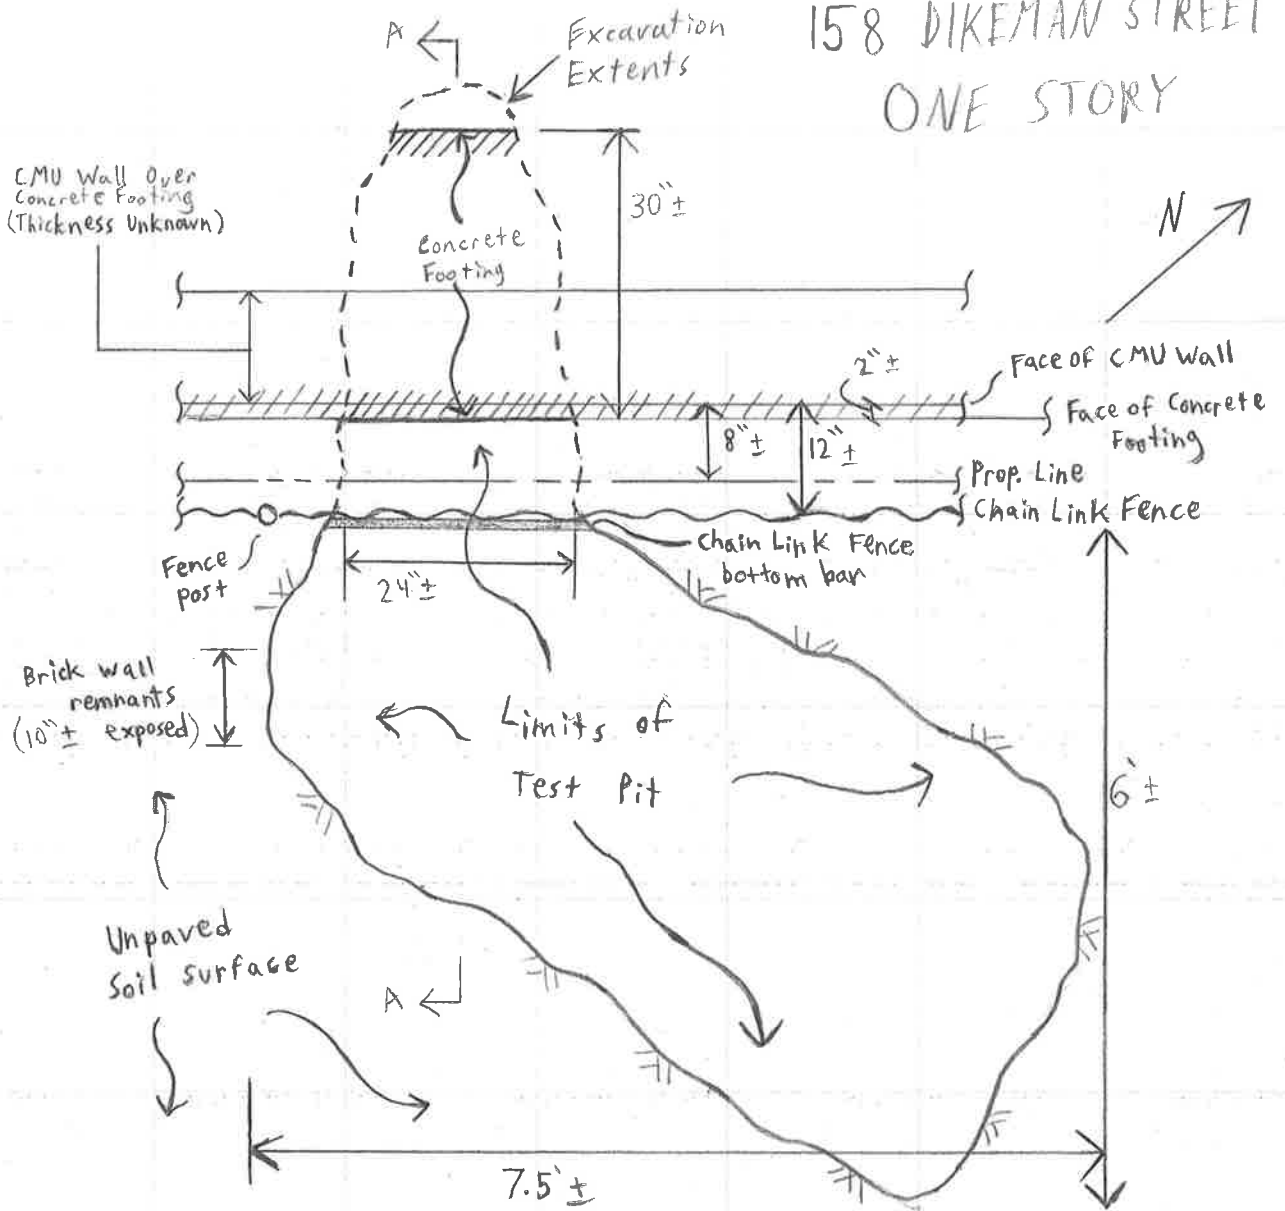 158 DIKEMAN STREET
ONE STORY
A
Excavation
Extents
CMU Wall Over
Concrete Footing
(Thickness Unknown)
30"±
N
Concrete
Footing
2"±
Face of CMU Wall
Face of Concrete
Footing
8"±
12"±
Prop. Line
Chain Link Fence
Chain Link Fence
bottom bar
Fence
post
24"±
Brick wall
remnants
(10"± exposed)
Limits of
Test Pit
6'±
Unpaved
Soil surface
A
7.5'±